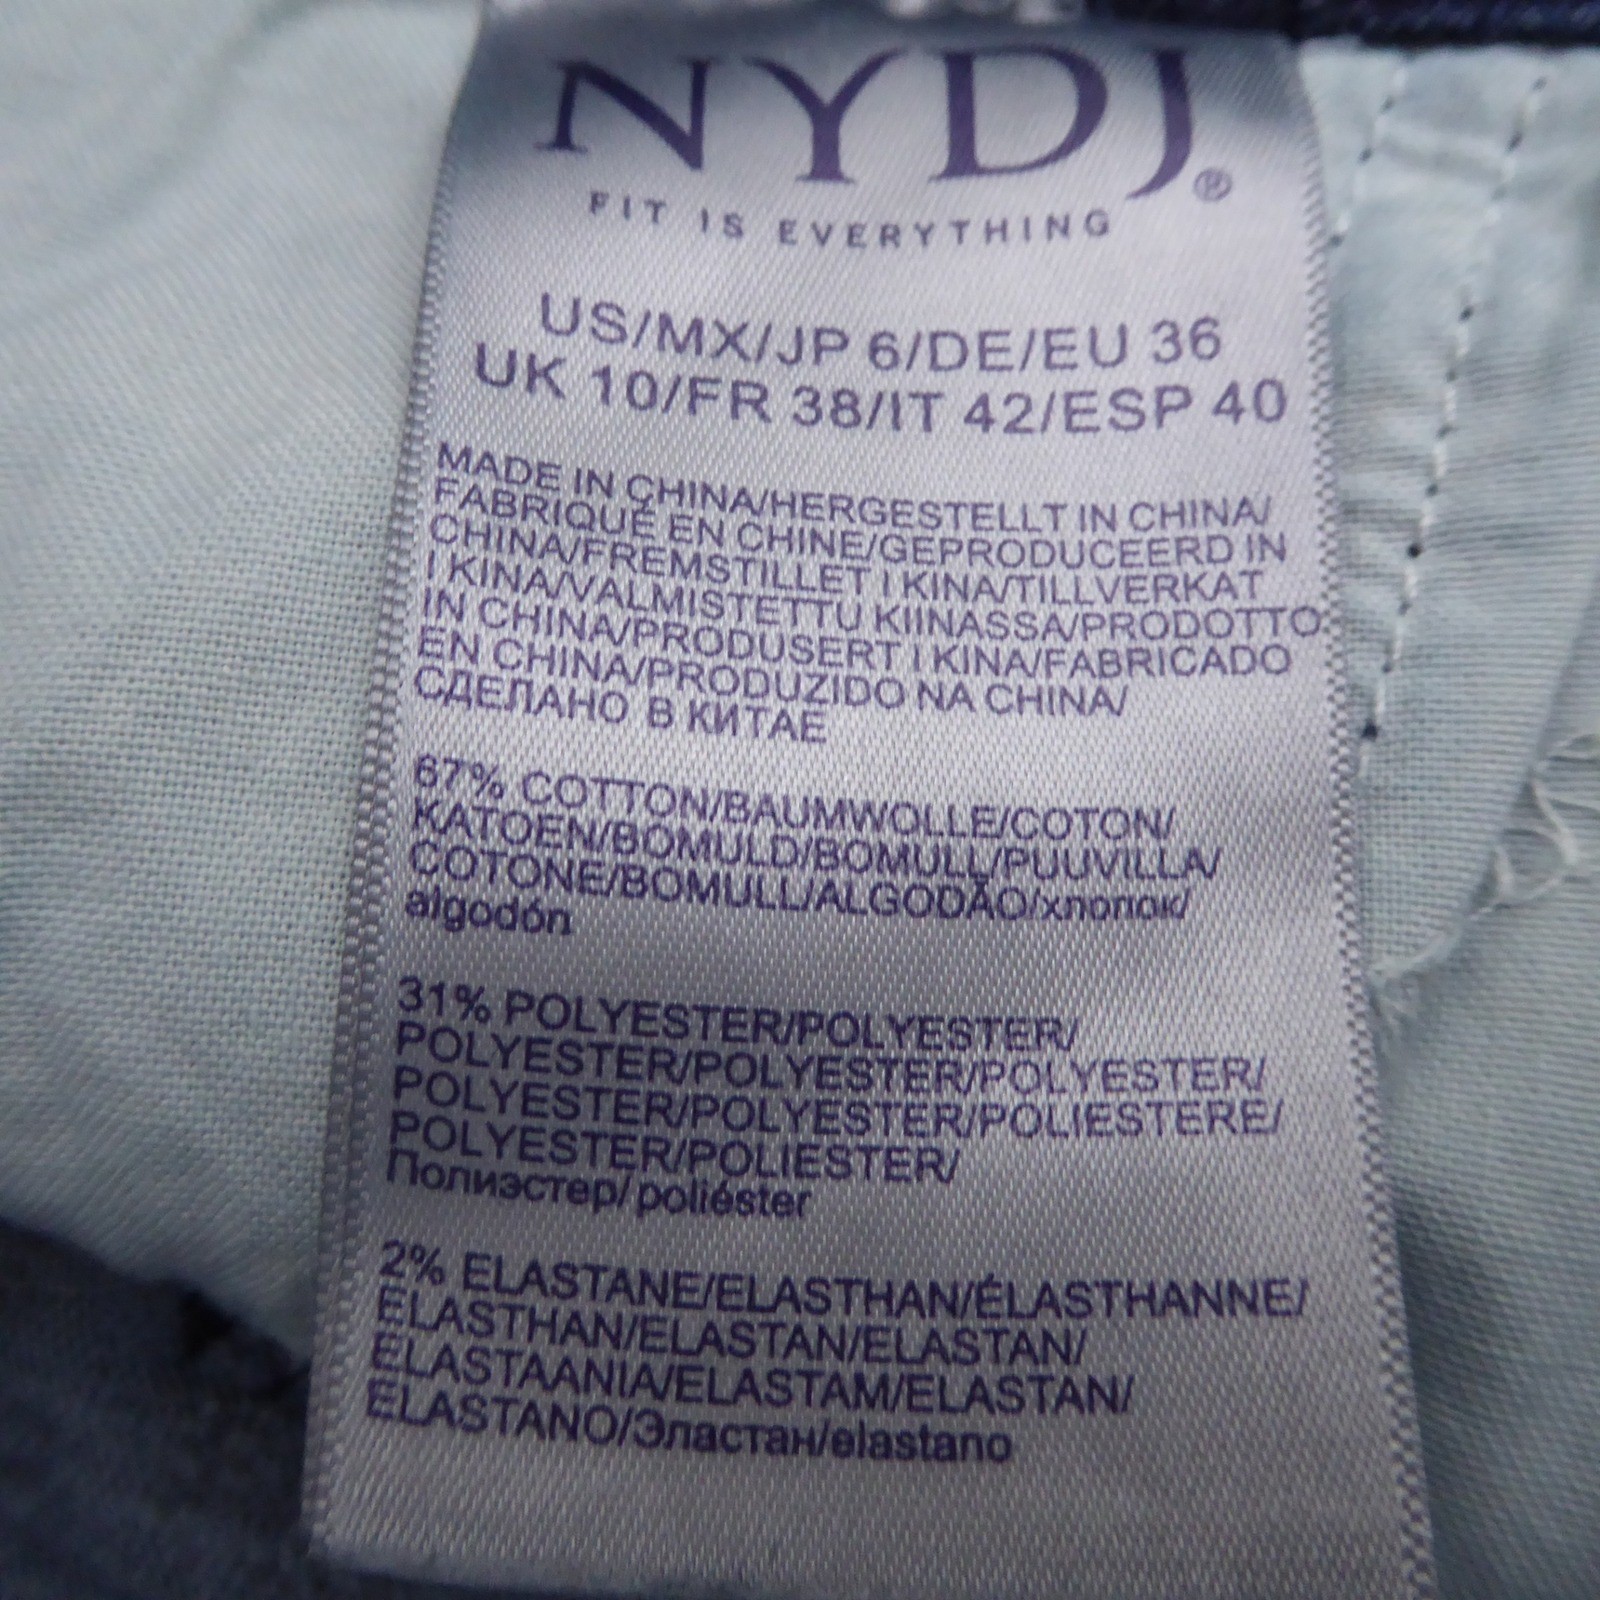 NYDJ®
FIT IS EVERYTHING
US/MX/JP 6/DE/EU 36
UK 10/FR 38/IT 42/ESP 40
MADE IN CHINA/HERGESTELLT IN CHINA/
FABRIQUÉ EN CHINE/GEPRODUCEERD IN
CHINA/FREMSTILLET I KINA/TILLVERKAT
I KINA/VALMISTETTU KIINASSA/PRODOTTO
IN CHINA/PRODUSERT I KINA/FABRICADO
EN CHINA/PRODUZIDO NA CHINA/
СДЕЛАНО В КИТАЕ
67% COTTON/BAUMWOLLE/COTON/
KATOEN/BOMULD/BOMULL/PUUVILLA/
COTONE/BOMULL/ALGODÃO/хлопок/
algodón
31% POLYESTER/POLYESTER/
POLYESTER/POLYESTER/POLYESTER/
POLYESTER/POLYESTER/POLIESTERE/
POLYESTER/POLIESTER/
Полиэстер/poliéster
2% ELASTANE/ELASTHAN/ÉLASTHANNE/
ELASTHAN/ELASTAN/ELASTAN/
ELASTAANIA/ELASTAM/ELASTAN/
ELASTANO/Эластан/elastano